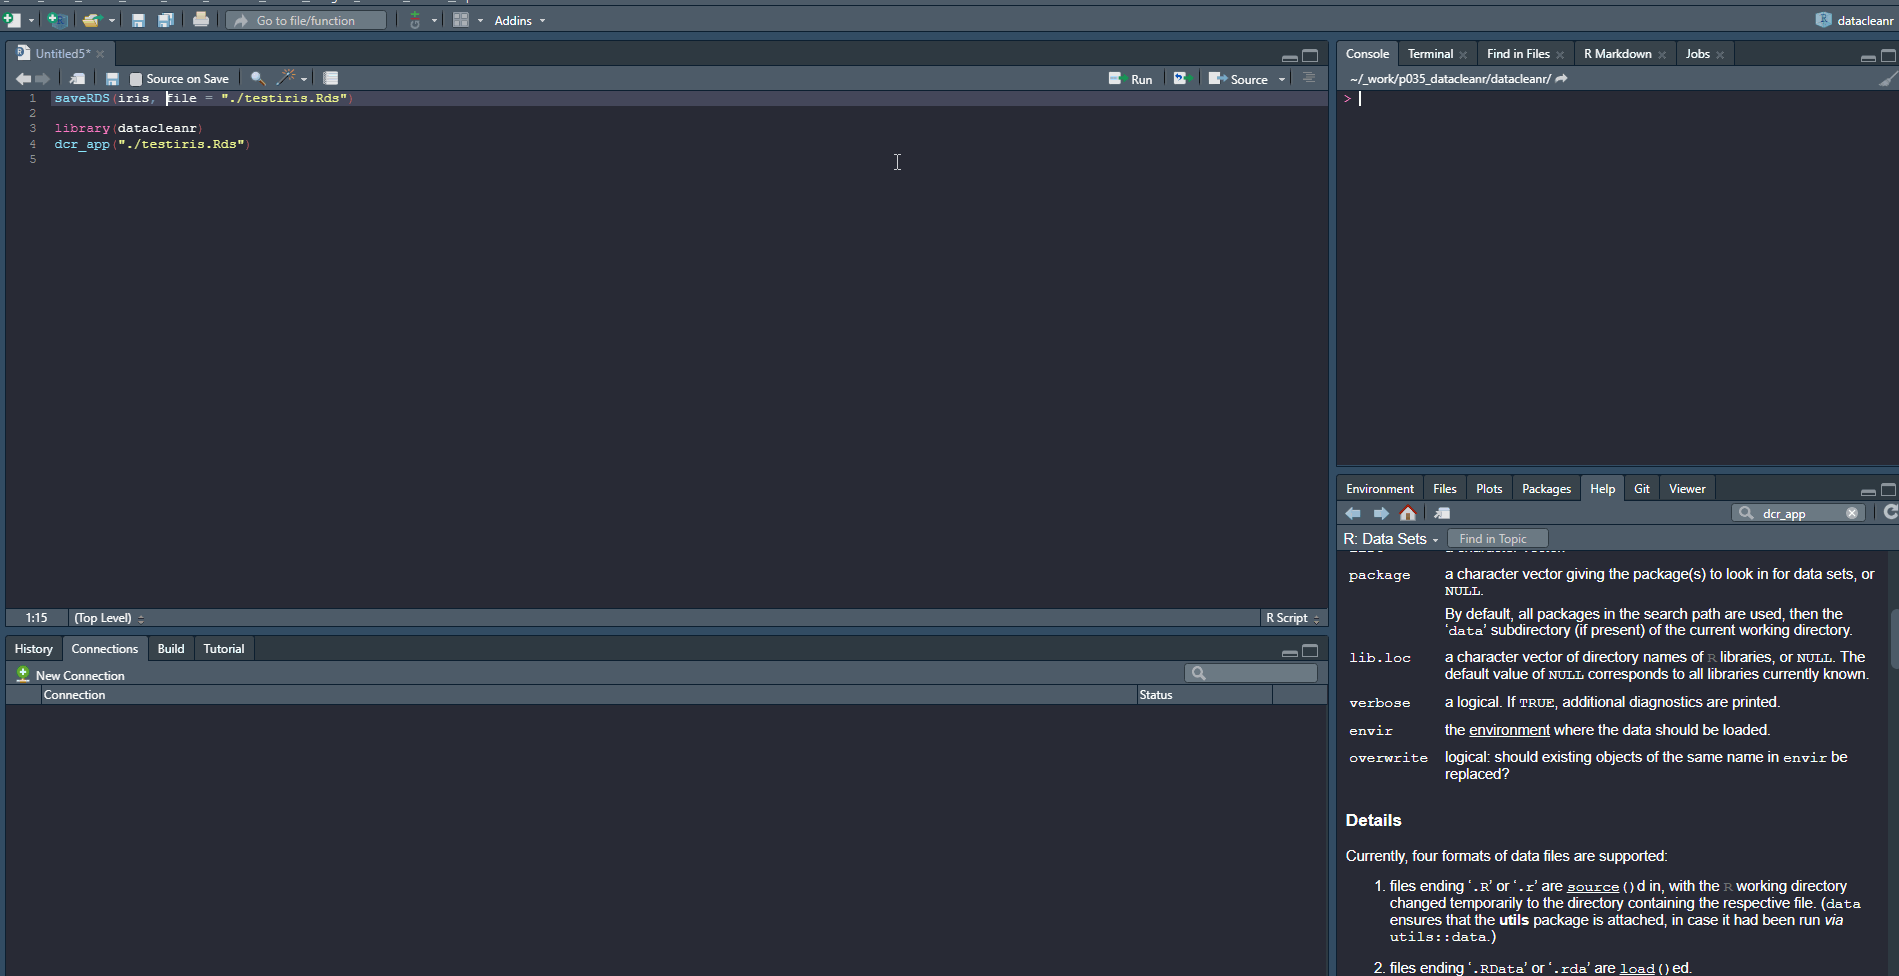 Go to file/function
Addins
datacleanr
Untitled5*
Source on Save
Run
Source
1 saveRDS(iris, file = "./testiris.Rds")
2
3 library(datacleanr)
4 dcr_app("./testiris.Rds")
5
1:15 (Top Level) R Script
History Connections Build Tutorial
New Connection
Connection Status
Console Terminal Find in Files R Markdown Jobs
~/_work/p035_datacleanr/datacleanr/
>
Environment Files Plots Packages Help Git Viewer
dcr_app
R: Data Sets Find in Topic
package a character vector giving the package(s) to look in for data sets, or
NULL.
By default, all packages in the search path are used, then the
‘data’ subdirectory (if present) of the current working directory.
lib.loc a character vector of directory names of R libraries, or NULL. The
default value of NULL corresponds to all libraries currently known.
verbose a logical. If TRUE, additional diagnostics are printed.
envir the environment where the data should be loaded.
overwrite logical: should existing objects of the same name in envir be
replaced?
Details
Currently, four formats of data files are supported:
1. files ending ‘.R’ or ‘.r’ are source()d in, with the R working directory
changed temporarily to the directory containing the respective file. (data
ensures that the utils package is attached, in case it had been run via
utils::data.)
2. files ending ‘.RData’ or ‘.rda’ are load()ed.